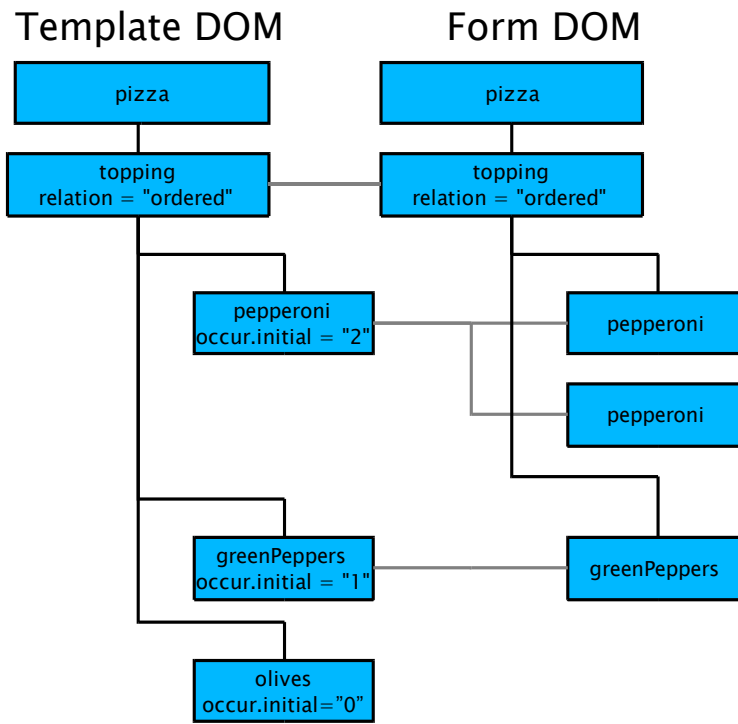 Template DOM
Form DOM
pizza
pizza
topping
relation = "ordered"
topping
relation = "ordered"
pepperoni
occur.initial = "2"
pepperoni
pepperoni
greenPeppers
occur.initial = "1"
greenPeppers
olives
occur.initial=”0”